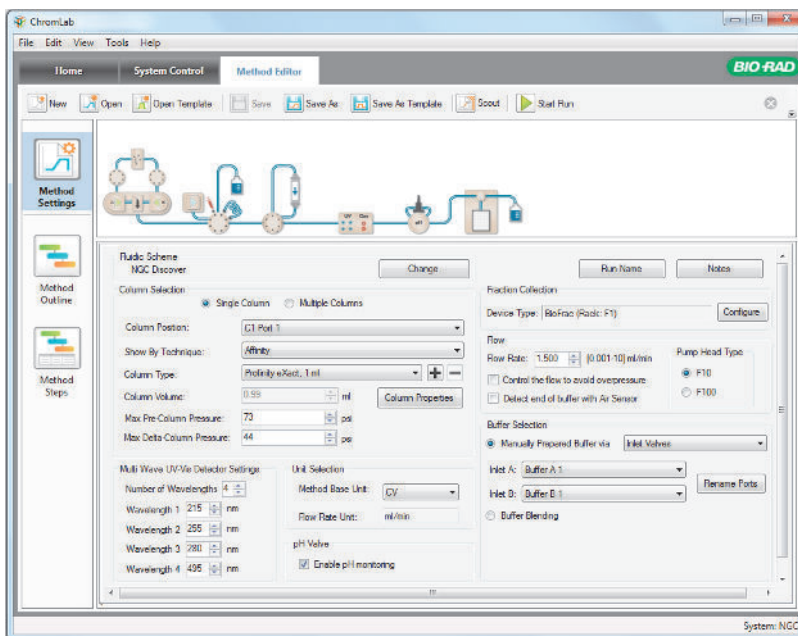 ChromLab
File Edit View Tools Help
Home System Control Method Editor BIO-RAD
New Open Open Template Save Save As Save As Template Scout Start Run
Method Settings
Method Outline
Method Steps
Fluidic Scheme
NGC Discover Change
Column Selection
Single Column Multiple Columns
Column Position: C1 Port 1
Show By Technique: Affinity
Column Type: Profinity eXact, 1 ml
Column Volume: 0.99 ml Column Properties
Max Pre-Column Pressure: 73 psi
Max Delta-Column Pressure: 44 psi
Multi Wave UV-Vis Detector Settings
Number of Wavelengths 4
Wavelength 1 215 nm
Wavelength 2 255 nm
Wavelength 3 280 nm
Wavelength 4 495 nm
Unit Selection
Method Base Unit: CV
Flow Rate Unit: ml/min
pH Valve
Enable pH monitoring
Run Name Notes
Fraction Collection
Device Type: BioFrac (Rack: F1) Configure
Flow
Flow Rate: 1.500 [0.001-10] ml/min
Control the flow to avoid overpressure
Detect end of buffer with Air Sensor
Pump Head Type
F10
F100
Buffer Selection
Manually Prepared Buffer via Inlet Valves
Inlet A: Buffer A 1
Inlet B: Buffer B 1
Rename Ports
Buffer Blending
System: NGC